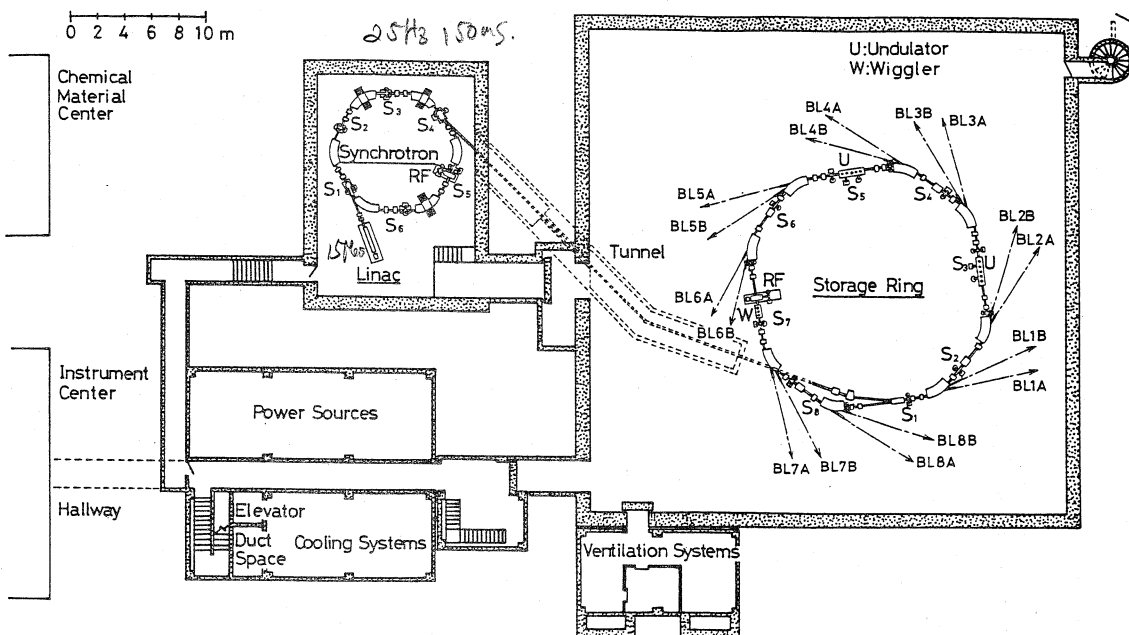 0 2 4 6 8 10 m
25Hz 150ms.
U:Undulator
W:Wiggler
Chemical
Material
Center
S3
S2
S4
Synchrotron
RF
S5
S1
S6
Linac
BL4A
BL4B
BL3B
BL3A
U
S5
S4
BL5A
BL5B
S6
BL2B
BL2A
S3
U
Tunnel
Storage Ring
RF
W
S7
BL6A
BL6B
BL1B
BL1A
S2
S1
S8
BL8B
BL8A
BL7A
BL7B
Instrument
Center
Power Sources
Hallway
Elevator
Duct
Space
Cooling Systems
Ventilation Systems